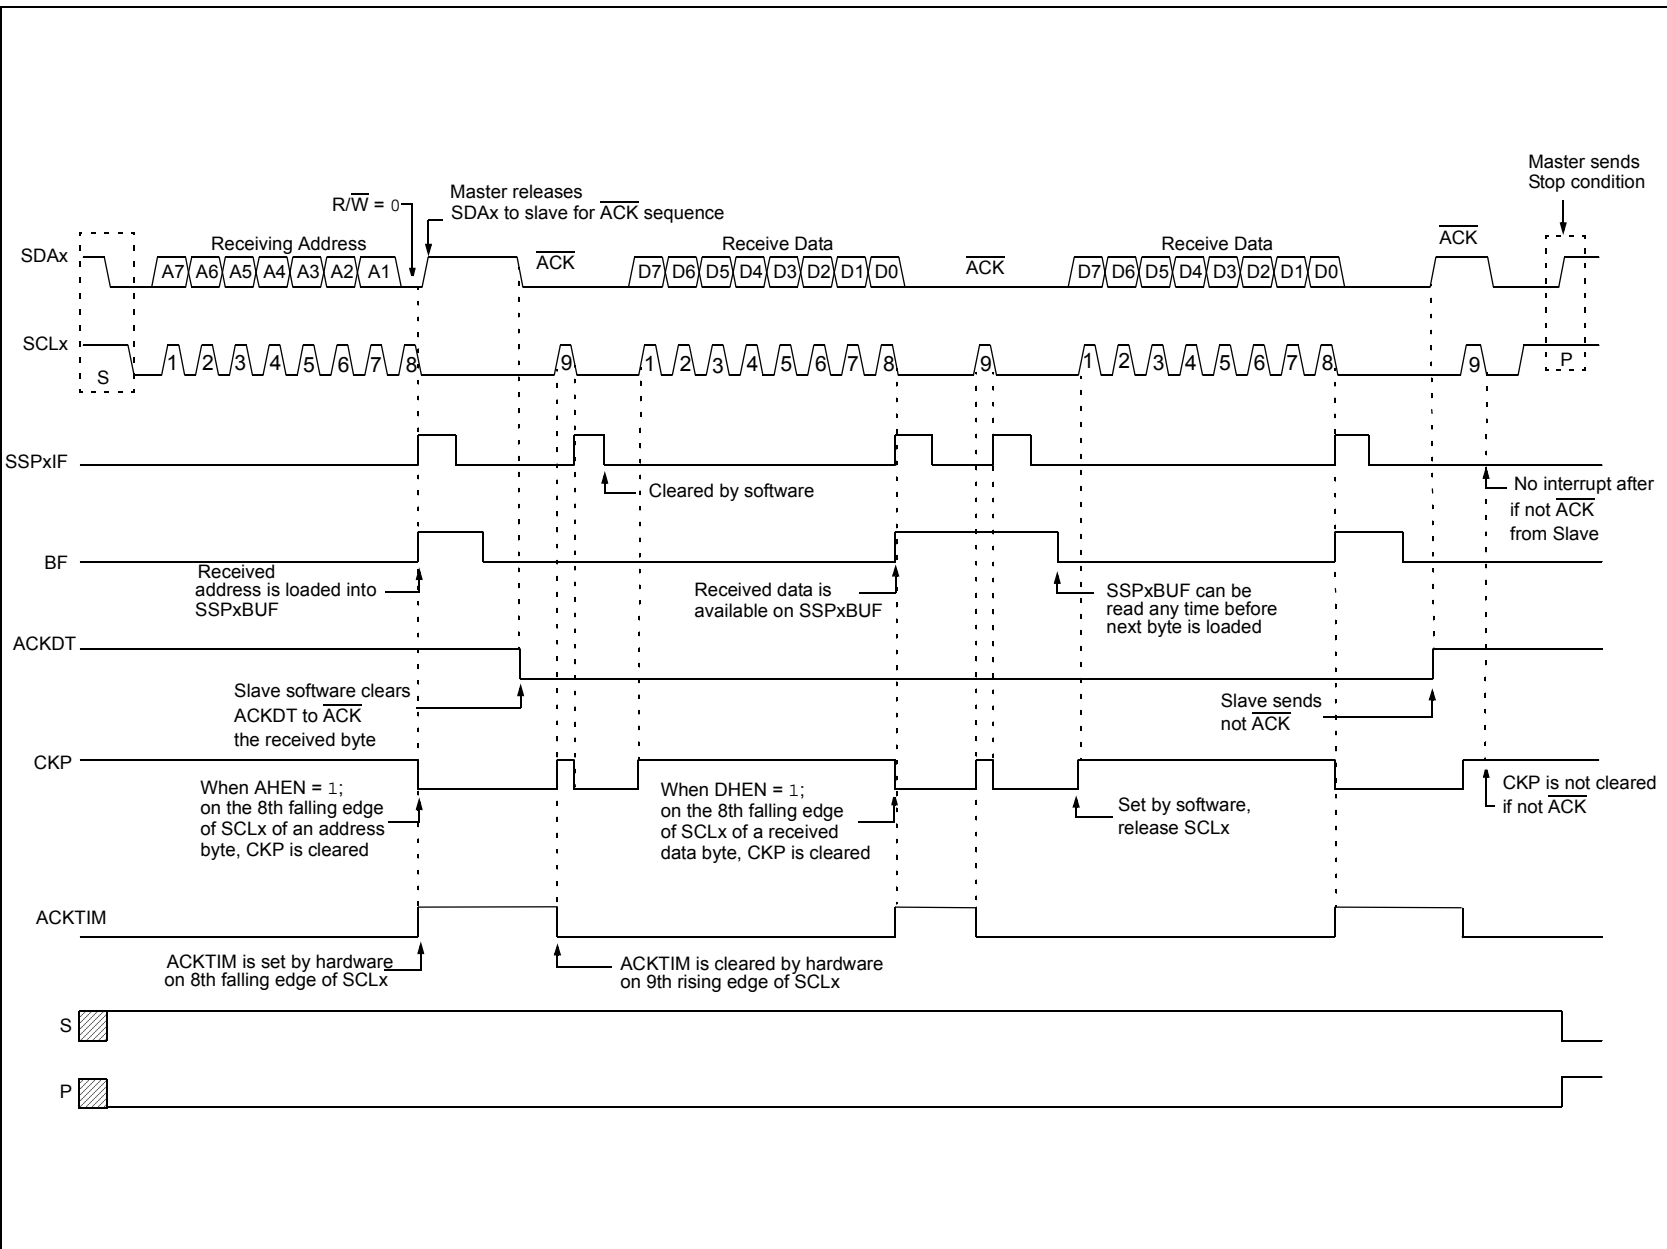 Master sends
Stop condition
Master releases
SDAx to slave for ACK sequence
R/W = 0
SDAx
Receiving Address
A7 A6 A5 A4 A3 A2 A1
ACK
Receive Data
D7 D6 D5 D4 D3 D2 D1 D0
ACK
Receive Data
D7 D6 D5 D4 D3 D2 D1 D0
ACK
SCLx
S
1 2 3 4 5 6 7 8 9 1 2 3 4 5 6 7 8 9 1 2 3 4 5 6 7 8 9
P
SSPxIF
Cleared by software
No interrupt after
if not ACK
from Slave
BF
Received
address is loaded into
SSPxBUF
Received data is
available on SSPxBUF
SSPxBUF can be
read any time before
next byte is loaded
ACKDT
Slave software clears
ACKDT to ACK
the received byte
Slave sends
not ACK
CKP
When AHEN = 1;
on the 8th falling edge
of SCLx of an address
byte, CKP is cleared
When DHEN = 1;
on the 8th falling edge
of SCLx of a received
data byte, CKP is cleared
Set by software,
release SCLx
CKP is not cleared
if not ACK
ACKTIM
ACKTIM is set by hardware
on 8th falling edge of SCLx
ACKTIM is cleared by hardware
on 9th rising edge of SCLx
S
P